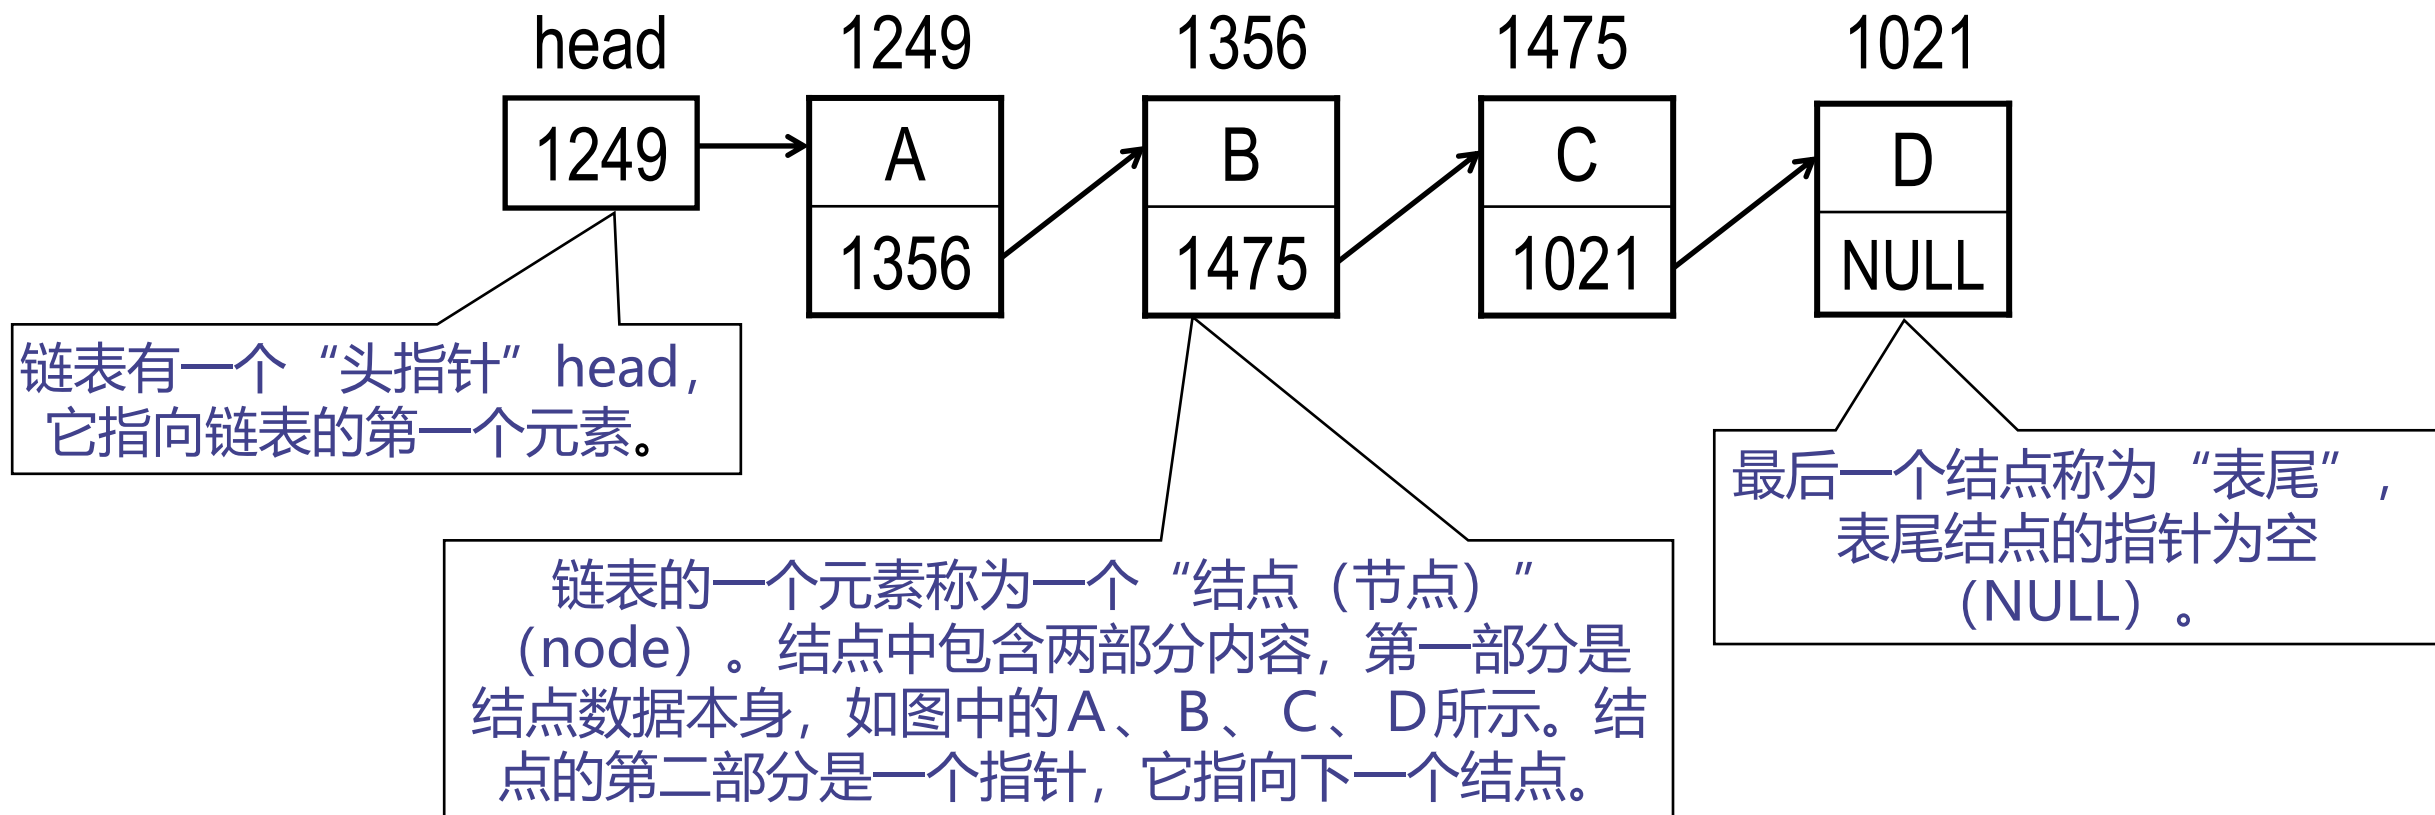 head 1249 1356 1475 1021
1249 A B C D
1356 1475 1021 NULL
链表有一个“头指针”head，
它指向链表的第一个元素。
链表的一个元素称为一个“结点（节点）”
（node）。结点中包含两部分内容，第一部分是
结点数据本身，如图中的A、B、C、D所示。结
点的第二部分是一个指针，它指向下一个结点。
最后一个结点称为“表尾”，
表尾结点的指针为空
（NULL）。